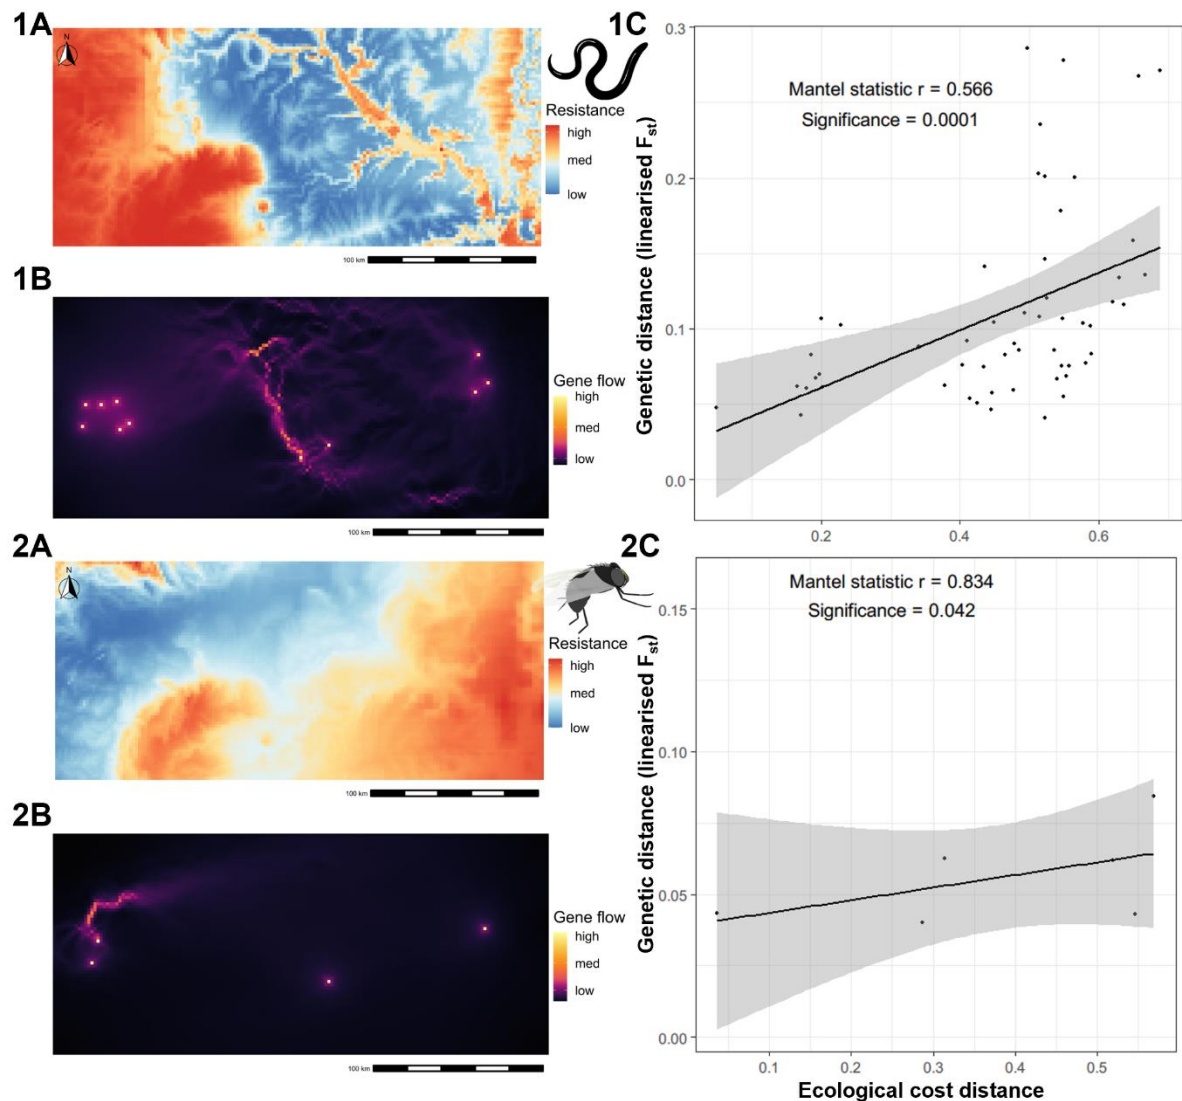 1A
N
Resistance
high
med
low
100 km
1B
Gene flow
high
med
low
100 km
1C
Mantel statistic r = 0.566
Significance = 0.0001
Genetic distance (linearised Fst)
0.3
0.2
0.1
0.0
0.2
0.4
0.6
2A
N
Resistance
high
med
low
100 km
2B
Gene flow
high
med
low
100 km
2C
Mantel statistic r = 0.834
Significance = 0.042
Genetic distance (linearised Fst)
0.15
0.10
0.05
0.00
0.1
0.2
0.3
0.4
0.5
Ecological cost distance